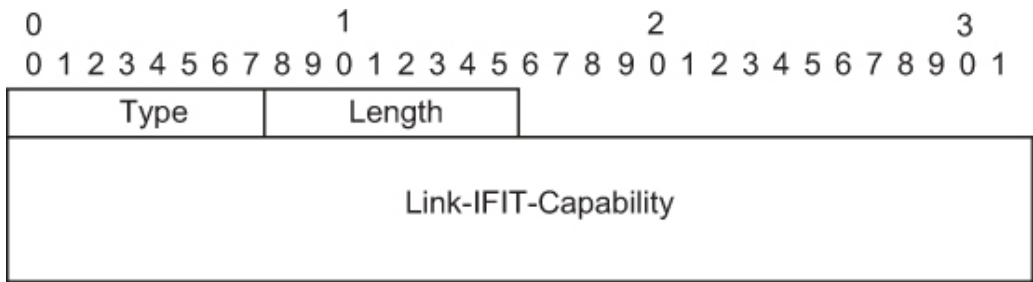 0 1 2 3
0 1 2 3 4 5 6 7 8 9 0 1 2 3 4 5 6 7 8 9 0 1 2 3 4 5 6 7 8 9 0 1
Type Length
Link-IFIT-Capability